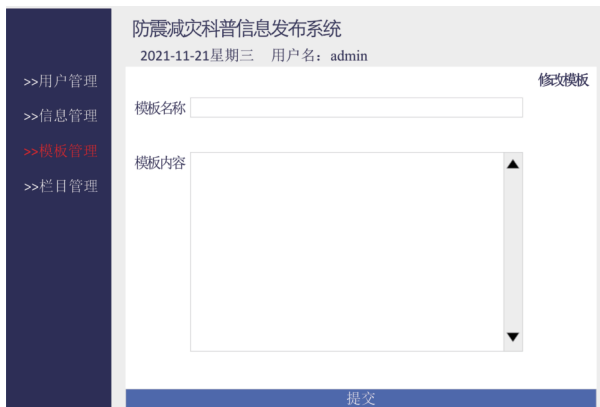 防震减灾科普信息发布系统
2021-11-21星期三 用户名：admin
修改模板
>>用户管理
>>信息管理
>>模板管理
>>栏目管理
模板名称
模板内容
提交